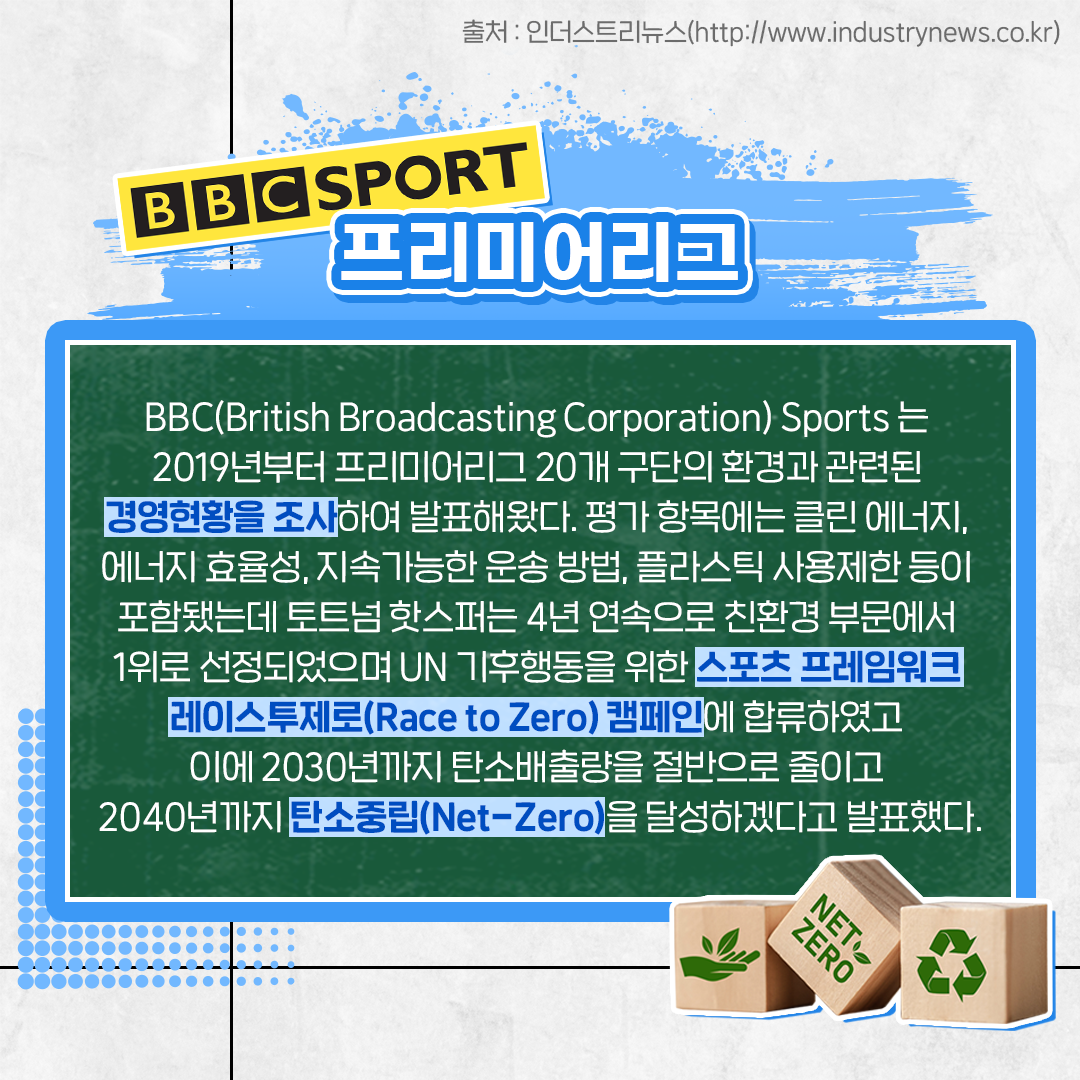 출처 : 인더스트리뉴스(http://www.industrynews.co.kr)
BBC SPORT
프리미어리그
BBC(British Broadcasting Corporation) Sports 는
2019년부터 프리미어리그 20개 구단의 환경과 관련된
경영현황을 조사하여 발표해왔다. 평가 항목에는 클린 에너지,
에너지 효율성, 지속가능한 운송 방법, 플라스틱 사용제한 등이
포함됐는데 토트넘 핫스퍼는 4년 연속으로 친환경 부문에서
1위로 선정되었으며 UN 기후행동을 위한 스포츠 프레임워크
레이스투제로(Race to Zero) 캠페인에 합류하였고
이에 2030년까지 탄소배출량을 절반으로 줄이고
2040년까지 탄소중립(Net-Zero)을 달성하겠다고 발표했다.
NET
ZERO